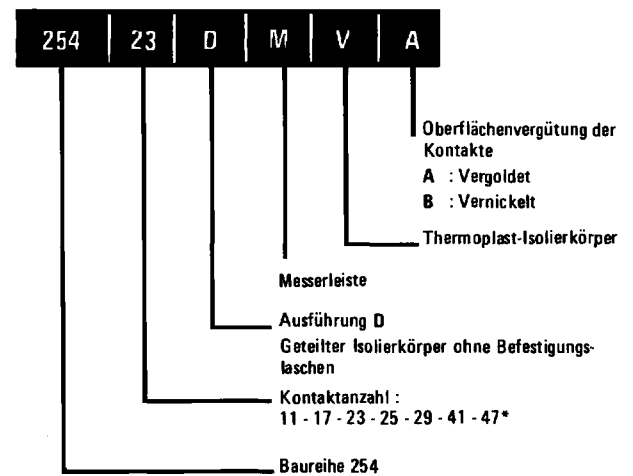 254 23 D M V A
Oberflächenvergütung der
Kontakte
A : Vergoldet
B : Vernickelt
Thermoplast-Isolierkörper
Messerleiste
Ausführung D
Geteilter Isolierkörper ohne Befestigungs-
laschen
Kontaktanzahl :
11 - 17 - 23 - 25 - 29 - 41 - 47*
Baureihe 254